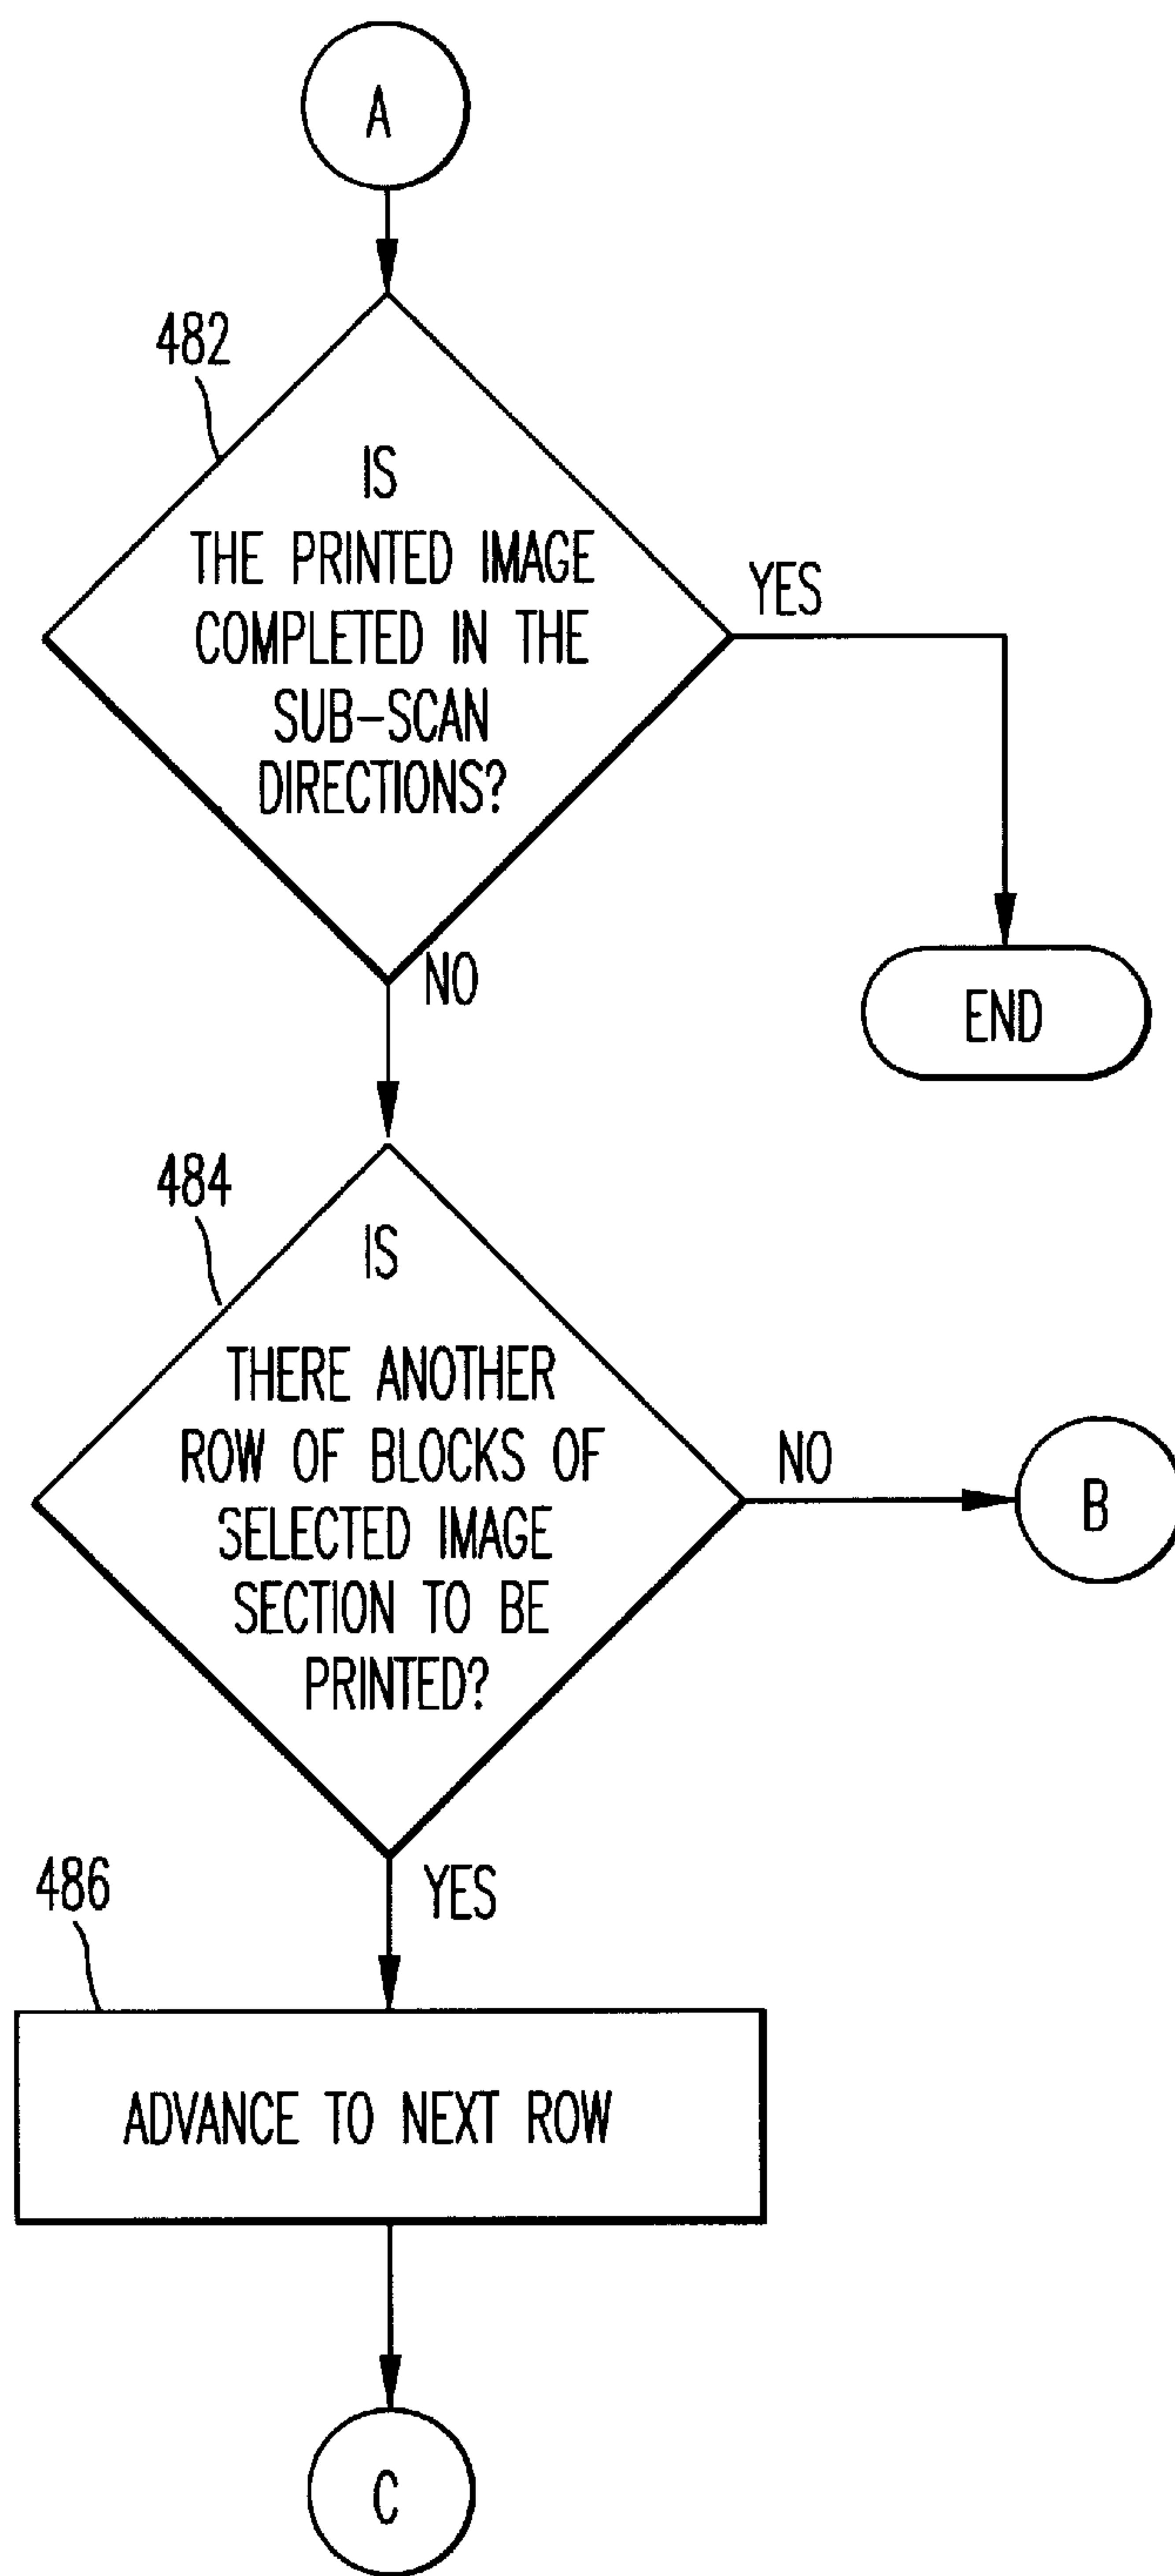 A
482
IS
THE PRINTED IMAGE
COMPLETED IN THE
SUB-SCAN
DIRECTIONS?
YES
NO
END
484
IS
THERE ANOTHER
ROW OF BLOCKS OF
SELECTED IMAGE
SECTION TO BE
PRINTED?
NO
B
YES
486
ADVANCE TO NEXT ROW
C